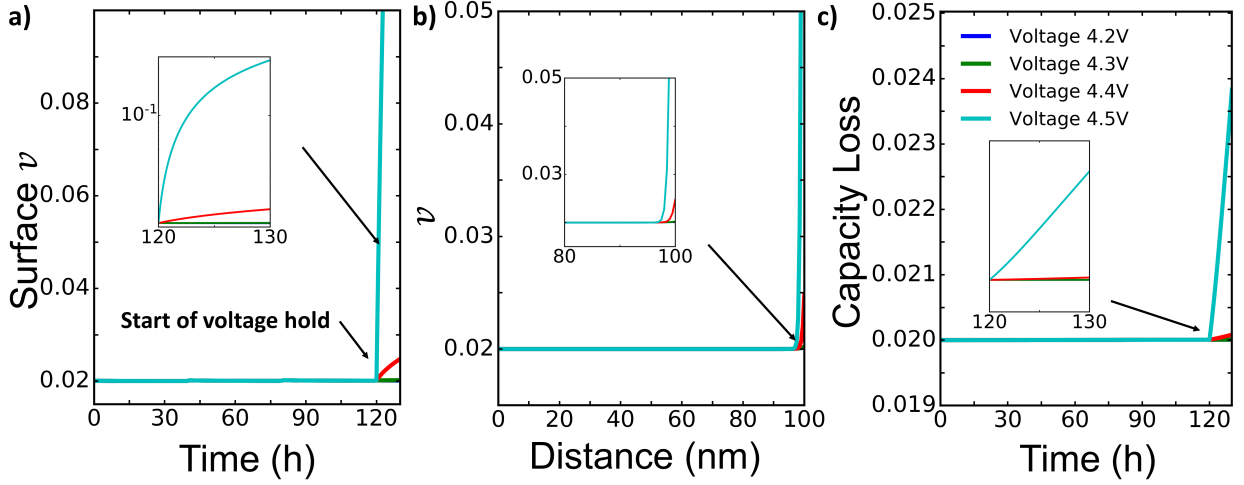 a)
Surface v
0.10
0.08
0.06
0.04
0.02
10⁻¹
120
130
Start of voltage hold
0
30
60
90
120
Time (h)
b)
v
0.05
0.04
0.03
0.02
0.05
0.03
80
100
0
20
40
60
80
100
Distance (nm)
c)
Capacity Loss
0.025
0.024
0.023
0.022
0.021
0.020
0.019
Voltage 4.2V
Voltage 4.3V
Voltage 4.4V
Voltage 4.5V
120
130
0
30
60
90
120
Time (h)